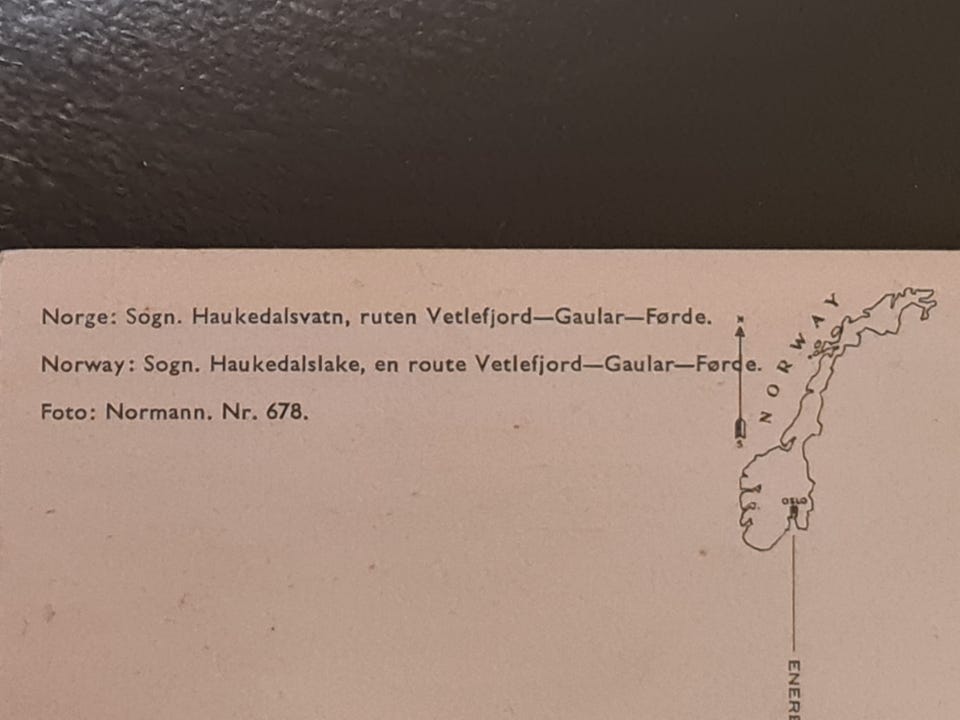 Norge: Sogn. Haukedalsvatn, ruten Vetlefjord—Gaular—Førde.
Norway: Sogn. Haukedalslake, en route Vetlefjord—Gaular—Førde.
Foto: Normann. Nr. 678.
NORWAY
S
OSLO